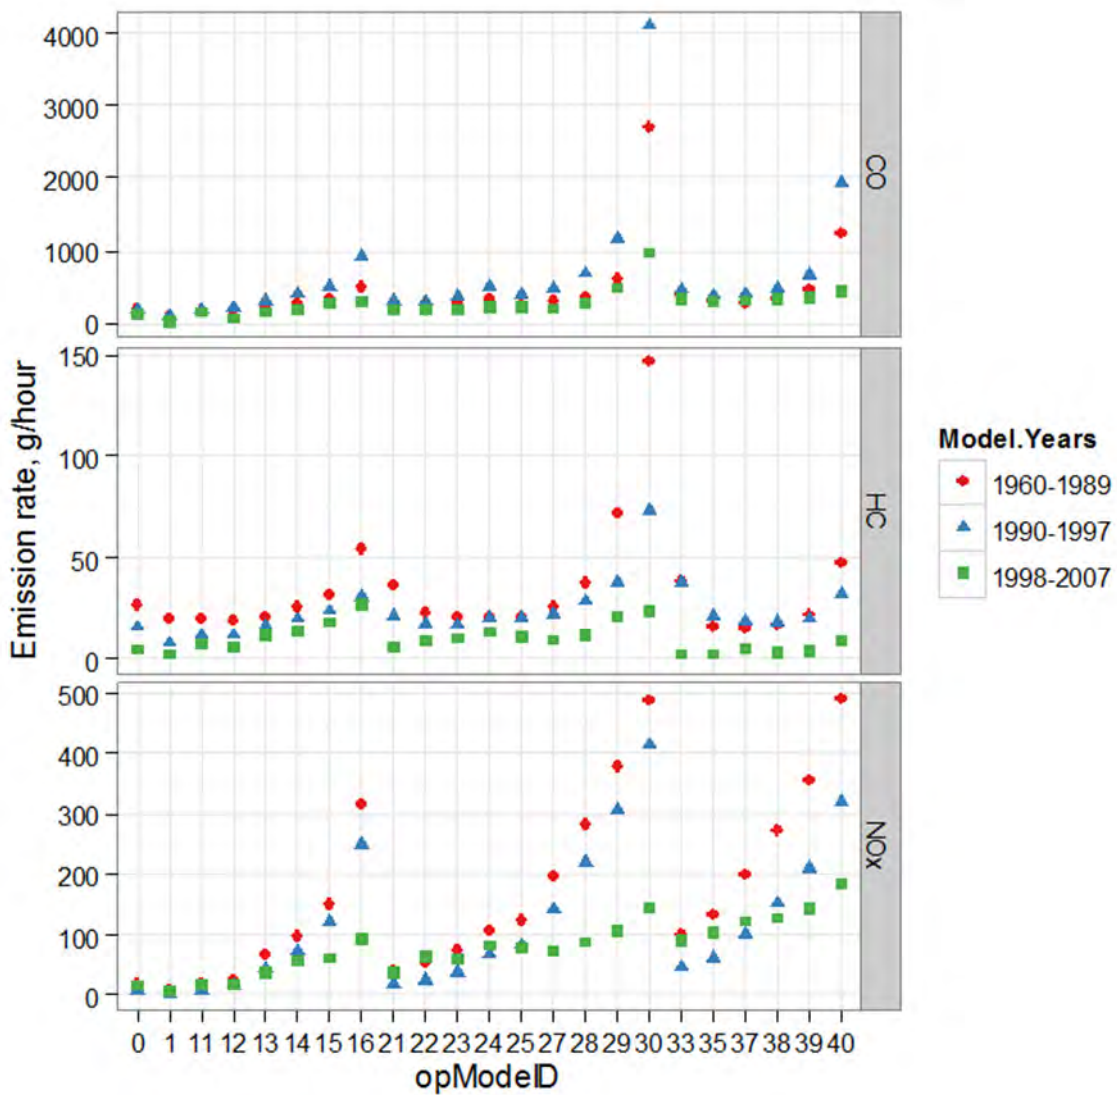 4000
3000
2000
1000
0
CO
150
100
50
0
HC
500
400
300
200
100
0
NOx
Emission rate, g/hour
0 1 11 12 13 14 15 16 21 22 23 24 25 27 28 29 30 33 35 37 38 39 40
opModeID
Model.Years
1960-1989
1990-1997
1998-2007